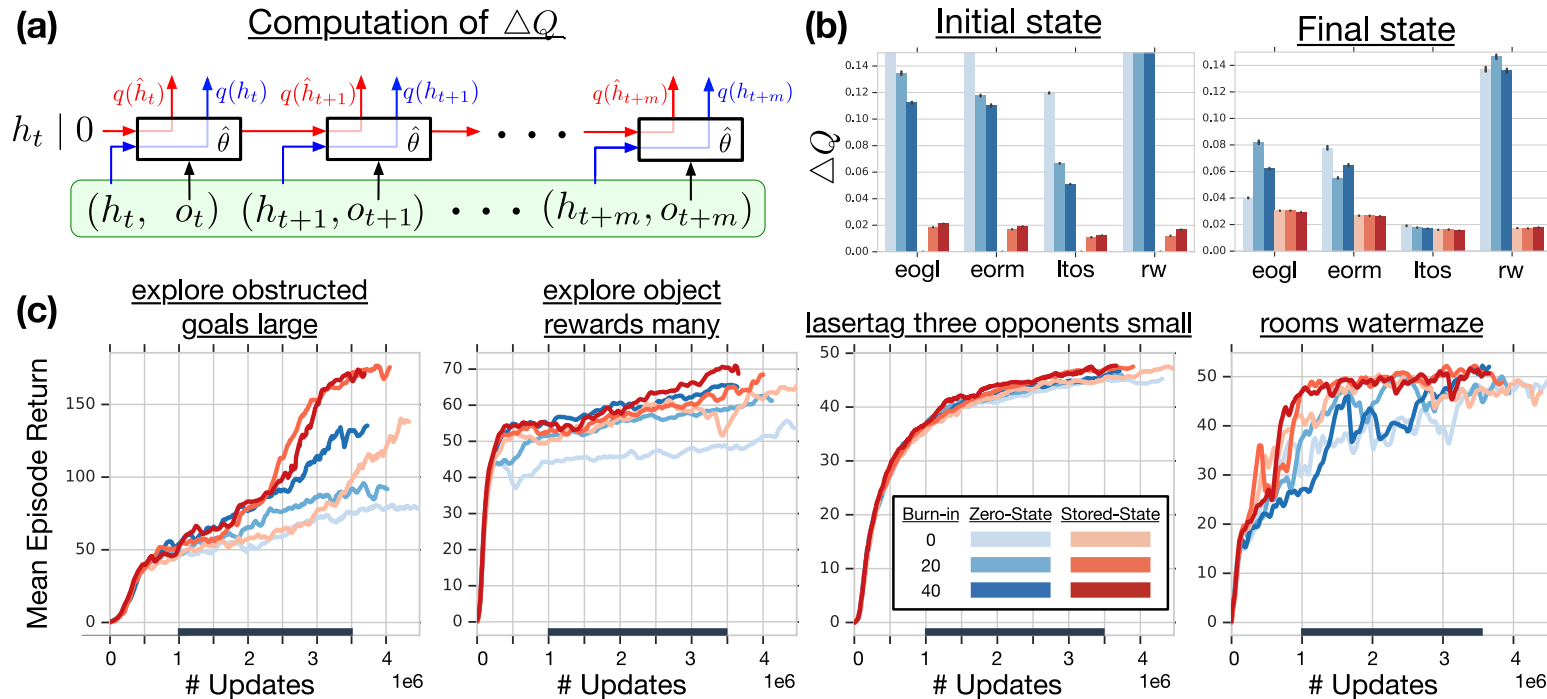 (a) Computation of △Q
q(ĥ_t) q(h_t) q(ĥ_{t+1}) q(h_{t+1}) q(ĥ_{t+m}) q(h_{t+m})
h_t | 0 θ̂ θ̂ • • • θ̂
(h_t, o_t) (h_{t+1}, o_{t+1}) • • • (h_{t+m}, o_{t+m})
(b) Initial state Final state
△Q
0.14 0.14
0.12 0.12
0.10 0.10
0.08 0.08
0.06 0.06
0.04 0.04
0.02 0.02
0.00 0.00
eogl eorm ltos rw eogl eorm ltos rw
(c)
explore obstructed
goals large
explore object
rewards many
lasertag three opponents small
rooms watermaze
Mean Episode Return
150
100
50
0
0 1 2 3 4
# Updates 1e6
70
60
50
40
30
20
10
0
0 1 2 3 4
# Updates 1e6
50
40
30
20
10
0
Burn-in Zero-State Stored-State
0
20
40
0 1 2 3 4
# Updates 1e6
50
40
30
20
10
0
0 1 2 3 4
# Updates 1e6